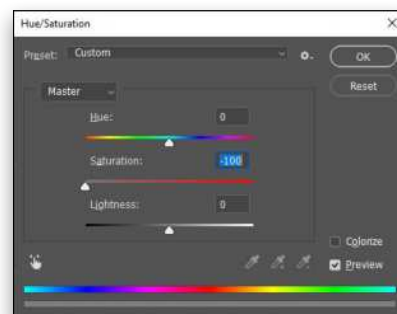 Hue/Saturation
Preset: Custom
OK
Reset
Master
Hue: 0
Saturation: -100
Lightness: 0
Colorize
Preview